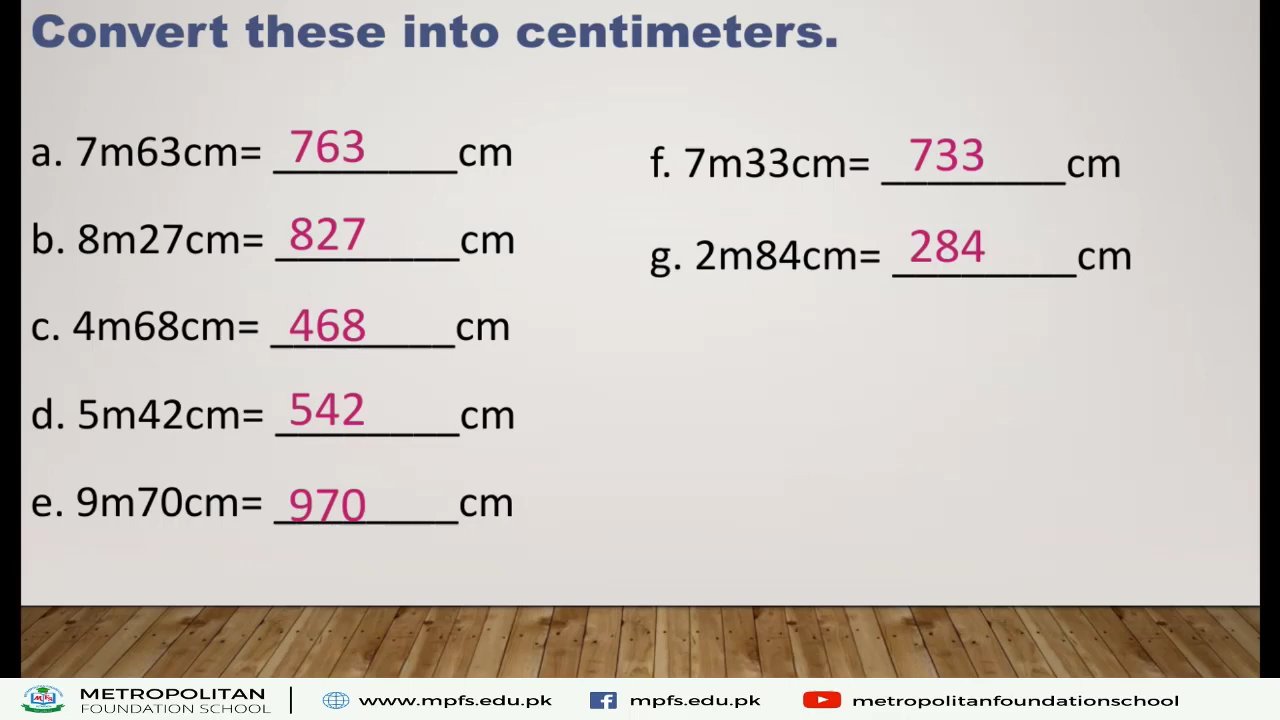 Convert these into centimeters.
a. 7m63cm= 763 cm
b. 8m27cm= 827 cm
c. 4m68cm= 468 cm
d. 5m42cm= 542 cm
e. 9m70cm= 970 cm
f. 7m33cm= 733 cm
g. 2m84cm= 284 cm
METROPOLITAN
FOUNDATION SCHOOL
www.mpfs.edu.pk
mpfs.edu.pk
metropolitanfoundationschool